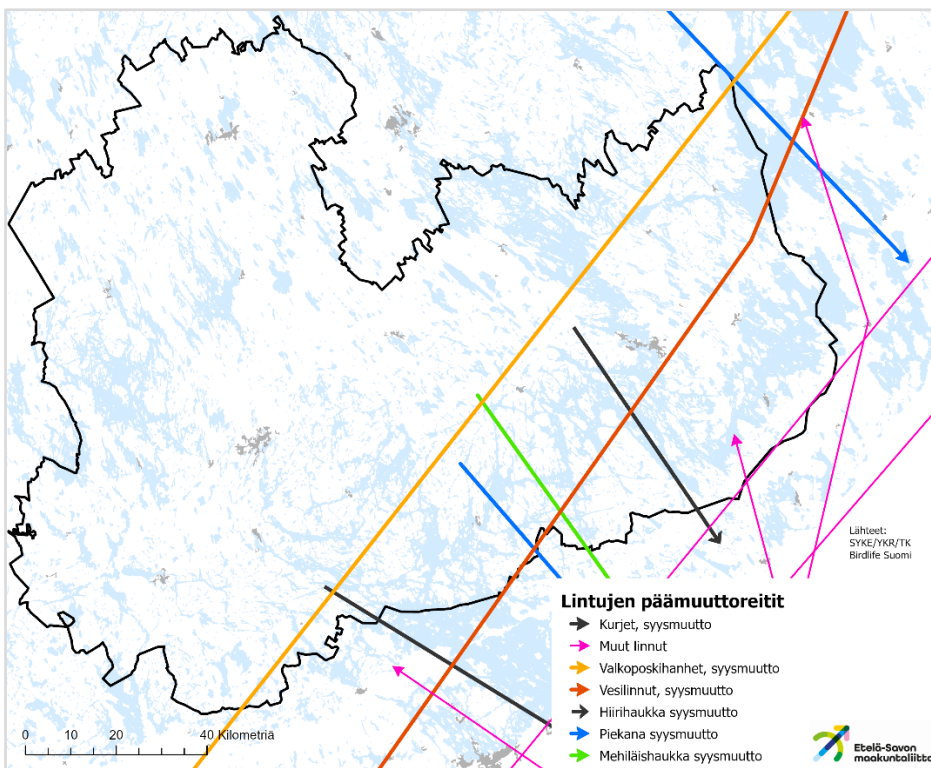 Lähteet:
SYKE/YKR/TK
Birdlife Suomi
Lintujen päämuuttoreitit
Kurjet, syysmuutto
Muut linnut
Valkoposkihanhet, syysmuutto
Vesilinnut, syysmuutto
Hiirihaukka syysmuutto
Piekana syysmuutto
Mehiläishaukka syysmuutto
0 10 20 40 Kilometriä
Etelä-Savon
maakuntaliitto